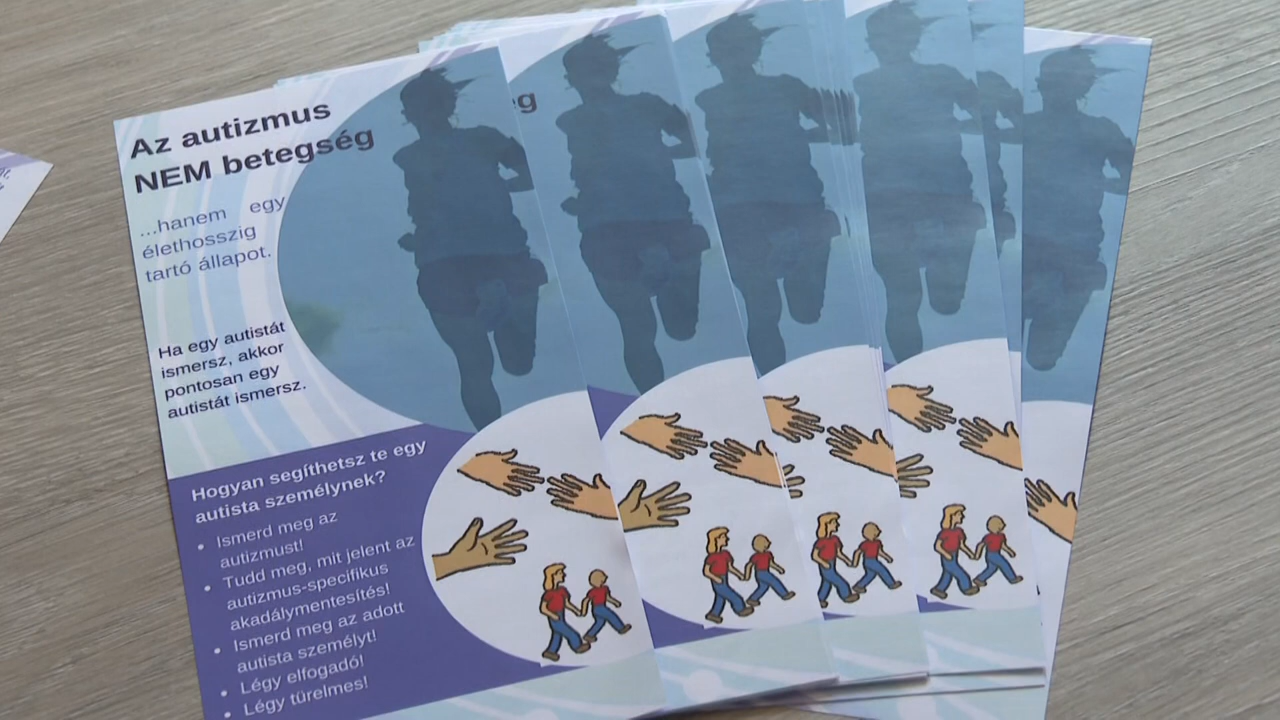 Az autizmus
NEM betegség
...hanem egy
élethosszig
tartó állapot.
Ha egy autistát
ismersz, akkor
pontosan egy
autistát ismersz.
Hogyan segíthetsz te egy
autista személynek?
• Ismerd meg az
autizmust!
• Tudd meg, mit jelent az
autizmus-specifikus
akadálymentesítés!
• Ismerd meg az adott
autista személyt!
• Légy elfogadó!
• Légy türelmes!
ég